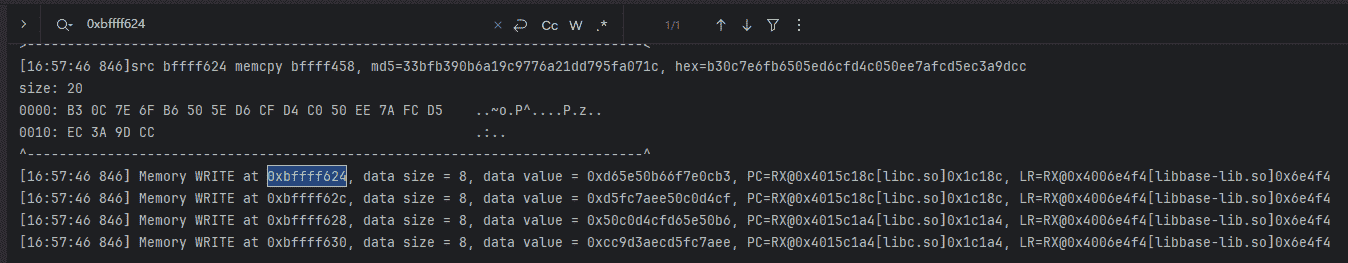 0xbffff624 Cc W .* 1/1
>-----------------------------------------------------------------------------<
[16:57:46 846]src bffff624 memcpy bffff458, md5=33bfb390b6a19c9776a21dd795fa071c, hex=b30c7e6fb6505ed6cfd4c050ee7afcd5ec3a9dcc
size: 20
0000: B3 0C 7E 6F B6 50 5E D6 CF D4 C0 50 EE 7A FC D5    ..~o.P^....P.z..
0010: EC 3A 9D CC                                        .:..
^-----------------------------------------------------------------------------^
[16:57:46 846] Memory WRITE at 0xbffff624, data size = 8, data value = 0xd65e50b66f7e0cb3, PC=RX@0x4015c18c[libc.so]0x1c18c, LR=RX@0x4006e4f4[libbase-lib.so]0x6e4f4
[16:57:46 846] Memory WRITE at 0xbffff62c, data size = 8, data value = 0xd5fc7aee50c0d4cf, PC=RX@0x4015c18c[libc.so]0x1c18c, LR=RX@0x4006e4f4[libbase-lib.so]0x6e4f4
[16:57:46 846] Memory WRITE at 0xbffff628, data size = 8, data value = 0x50c0d4cfd65e50b6, PC=RX@0x4015c1a4[libc.so]0x1c1a4, LR=RX@0x4006e4f4[libbase-lib.so]0x6e4f4
[16:57:46 846] Memory WRITE at 0xbffff630, data size = 8, data value = 0xcc9d3aecd5fc7aee, PC=RX@0x4015c1a4[libc.so]0x1c1a4, LR=RX@0x4006e4f4[libbase-lib.so]0x6e4f4